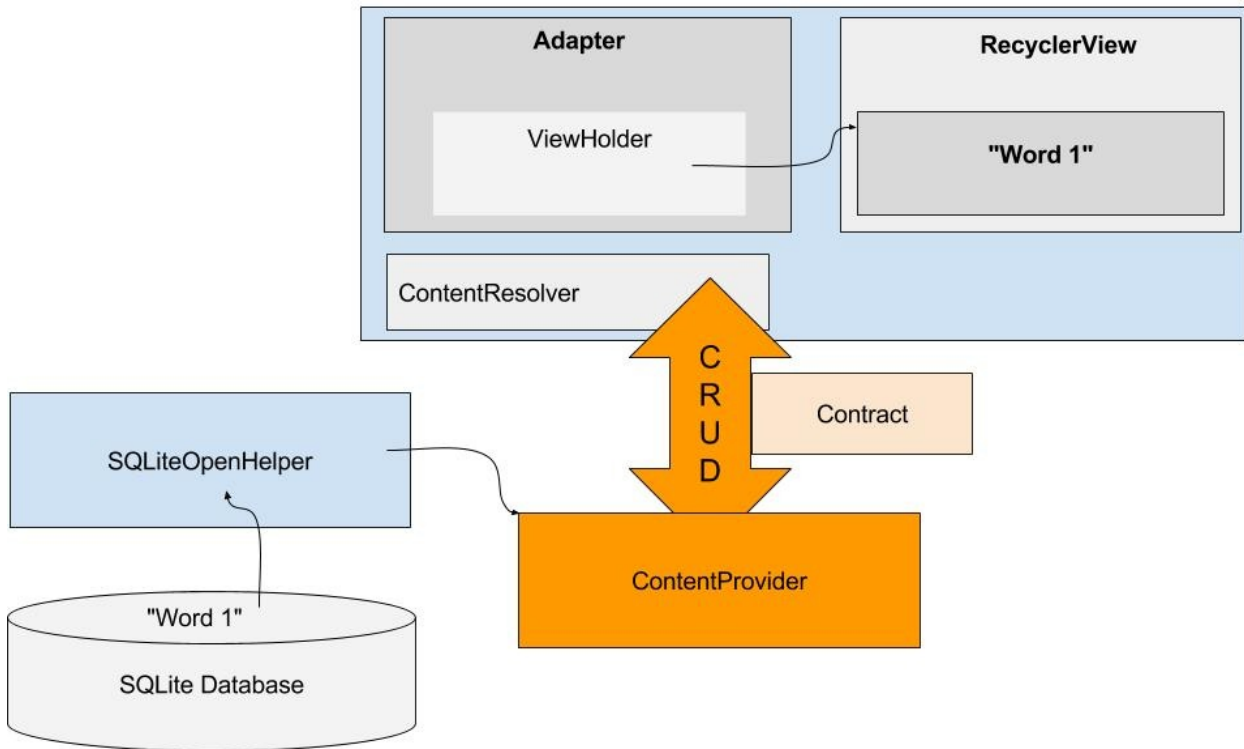 Adapter
RecyclerView
ViewHolder
"Word 1"
ContentResolver
C
R
U
D
Contract
SQLiteOpenHelper
ContentProvider
"Word 1"
SQLite Database